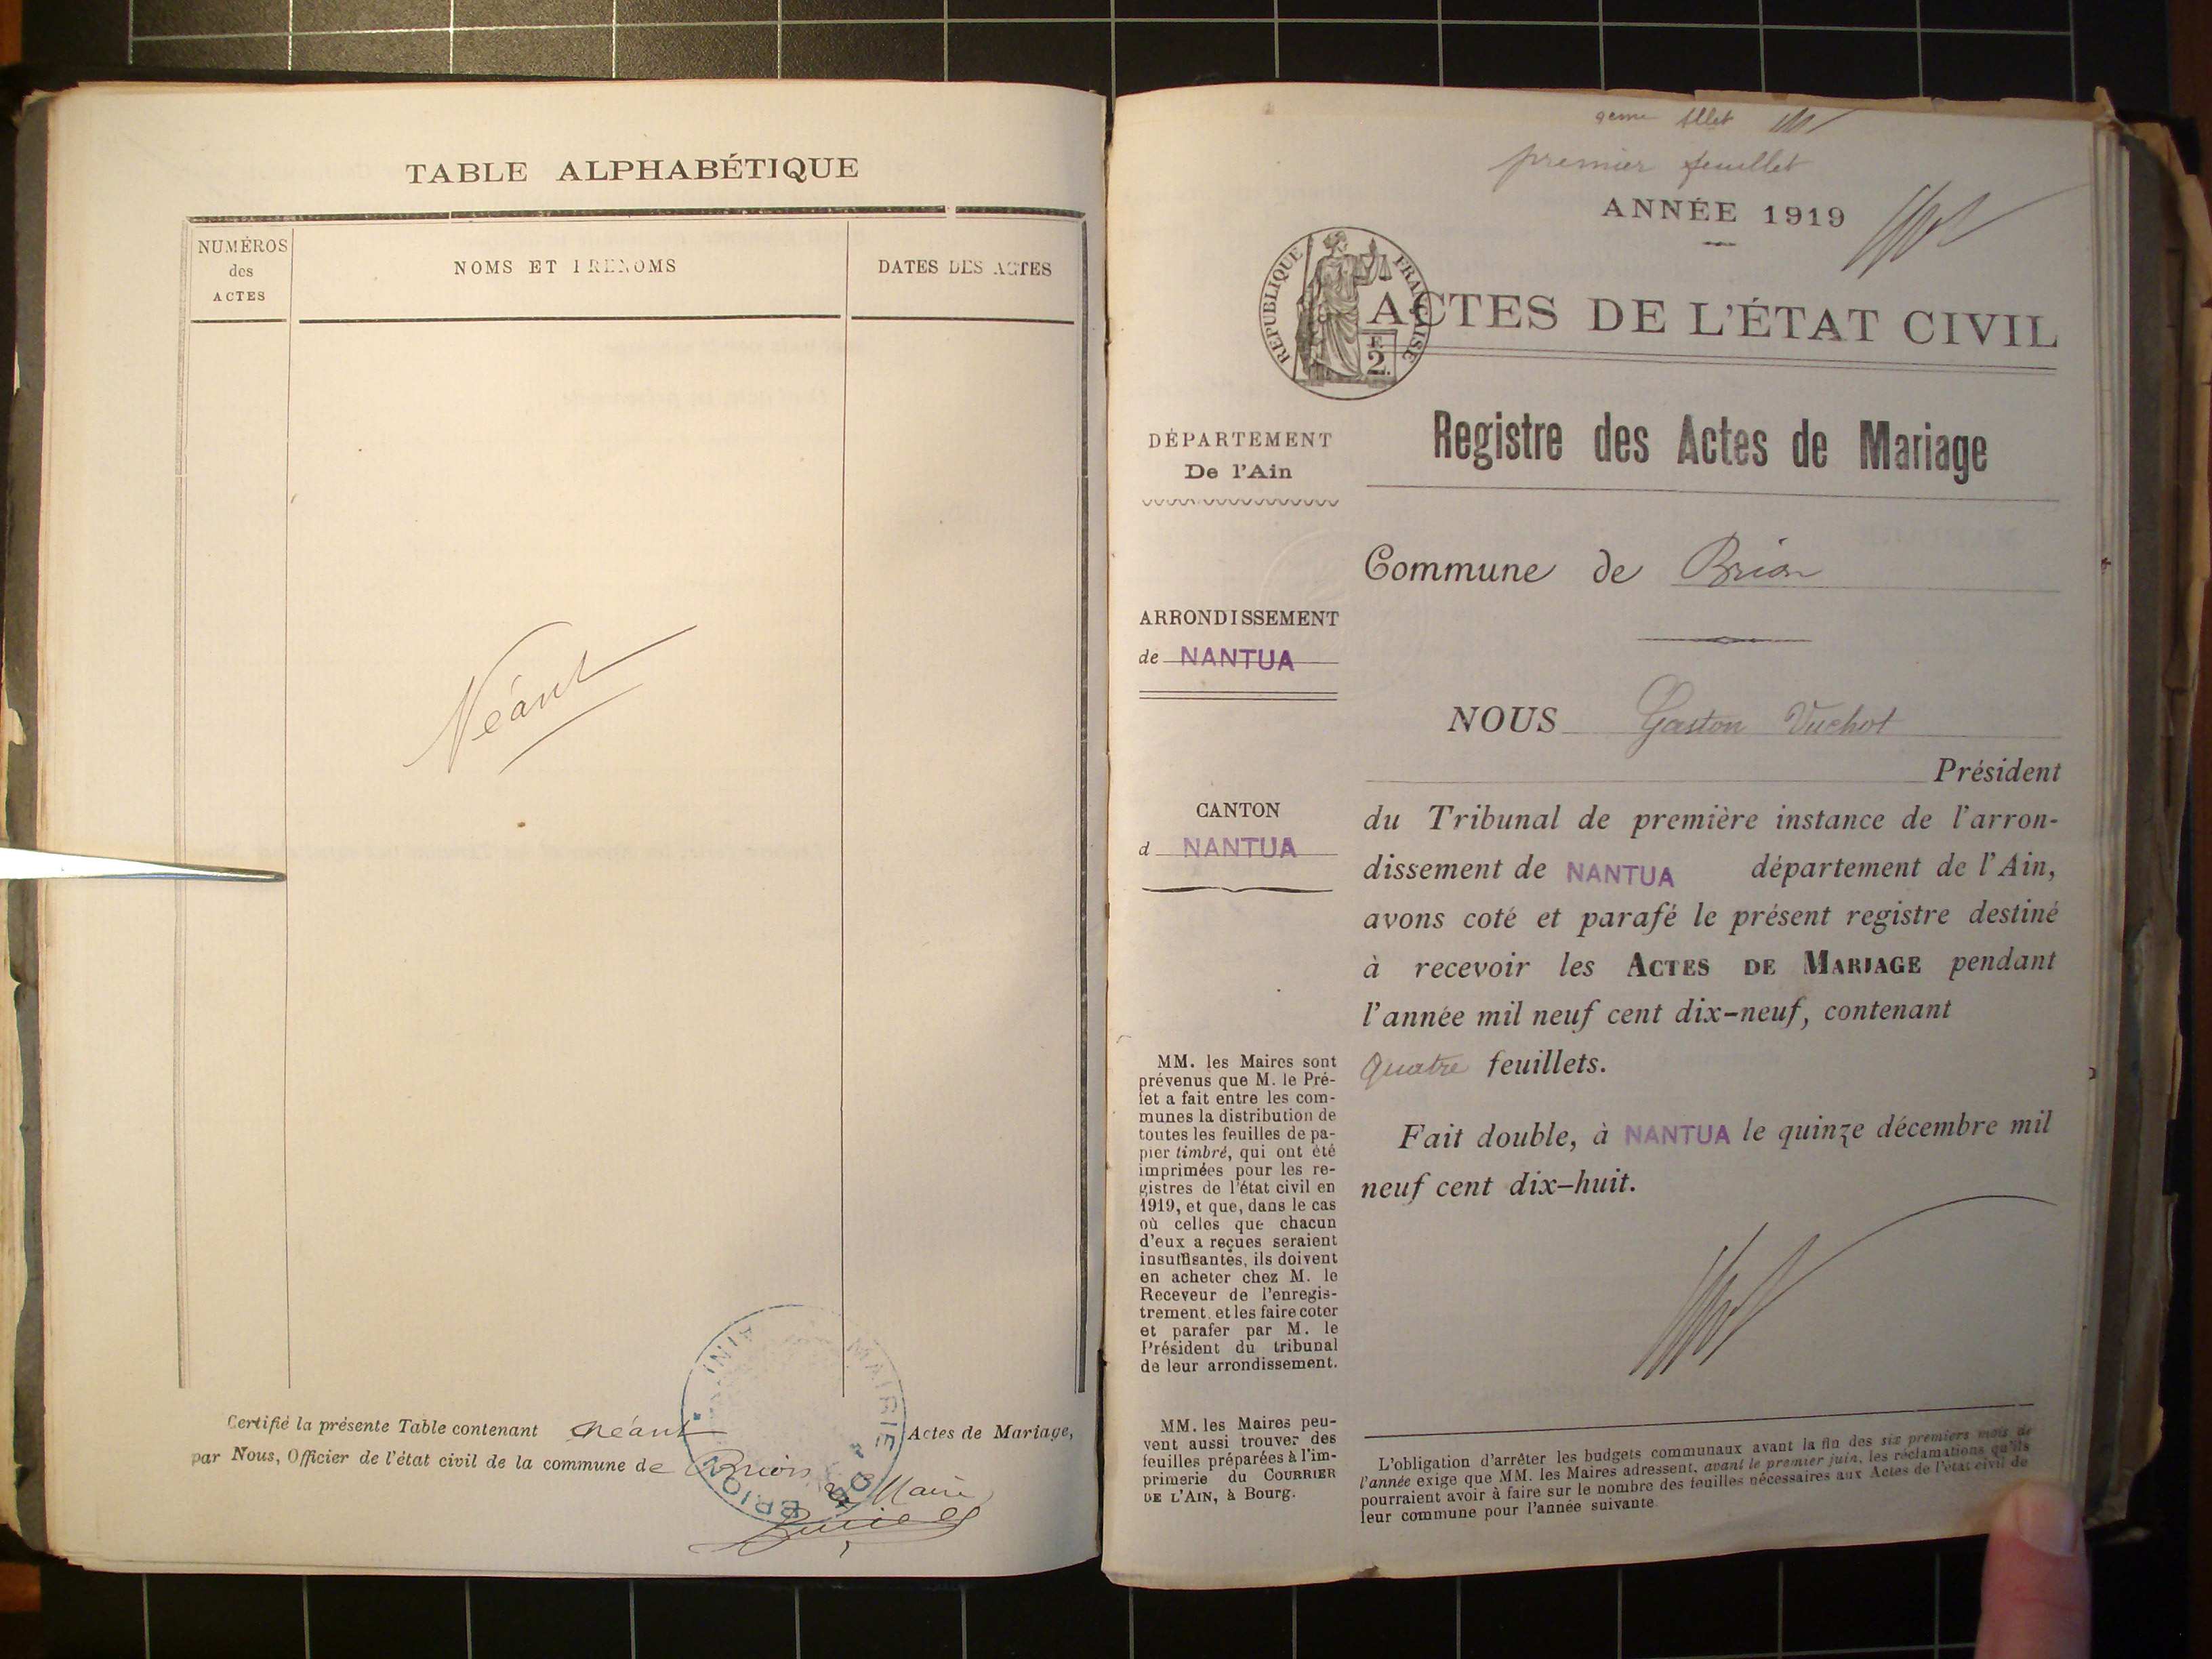 TABLE ALPHABÉTIQUE
NUMÉROS
des
ACTES
NOMS ET PRENOMS
DATES DES ACTES
Néant
Certifié la présente Table contenant néant Actes de Mariage,
par Nous, Officier de l'état civil de la commune de Brion
Maire
MAIRIE DE BRION
AIN
premier feuillet
ANNÉE 1919
RÉPUBLIQUE FRANÇAISE
2
ACTES DE L'ÉTAT CIVIL
DÉPARTEMENT
De l'Ain
Registre des Actes de Mariage
Commune de Brion
ARRONDISSEMENT
de NANTUA
NOUS Gaston Vuchot
Président
CANTON
d NANTUA
du Tribunal de première instance de l'arron-
dissement de NANTUA département de l'Ain,
avons coté et parafé le présent registre destiné
à recevoir les ACTES DE MARIAGE pendant
l'année mil neuf cent dix-neuf, contenant
quatre feuillets.
Fait double, à NANTUA le quinze décembre mil
neuf cent dix-huit.
MM. les Maires sont
prévenus que M. le Pré-
fet a fait entre les com-
munes la distribution de
toutes les feuilles de pa-
pier timbré, qui ont été
imprimées pour les re-
gistres de l'état civil en
1919, et que, dans le cas
où celles que chacun
d'eux a reçues seraient
insuffisantes, ils doivent
en acheter chez M. le
Receveur de l'enregis-
trement et les faire coter
et parafer par M. le
Président du tribunal
de leur arrondissement.
MM. les Maires peu-
vent aussi trouver des
feuilles préparées à l'im-
primerie du COURRIER
DE L'AIN, à Bourg.
L'obligation d'arrêter les budgets communaux avant la fin des six premiers mois de
l'année exige que MM. les Maires adressent, avant le premier juin, les réclamations qu'ils
pourraient avoir à faire sur le nombre des feuilles nécessaires aux Actes de l'état civil de
leur commune pour l'année suivante